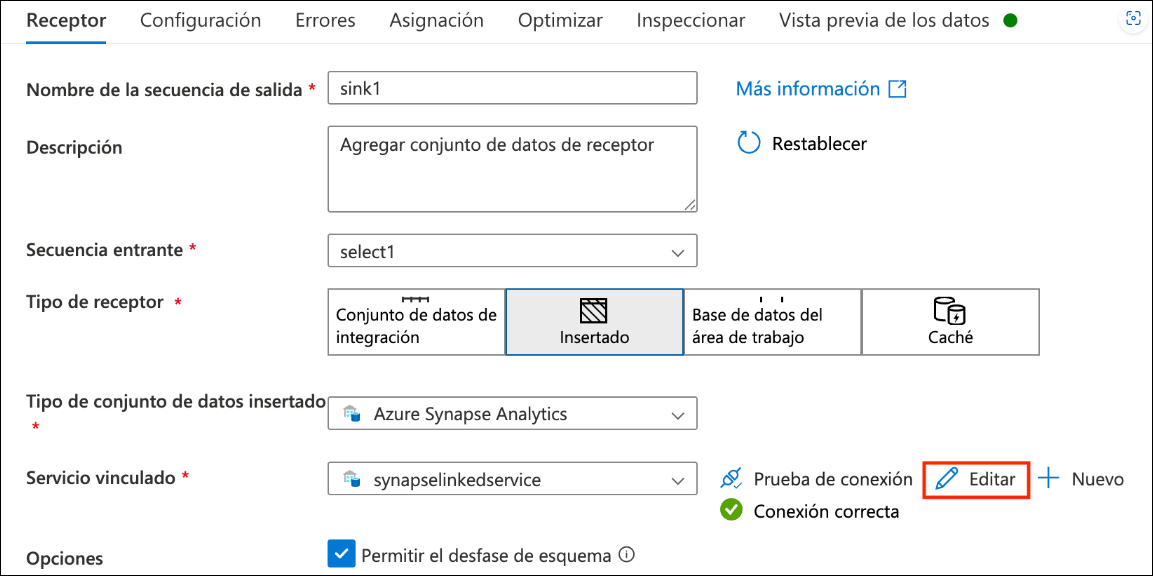 Receptor Configuración Errores Asignación Optimizar Inspeccionar Vista previa de los datos
Nombre de la secuencia de salida * sink1 Más información
Descripción Agregar conjunto de datos de receptor Restablecer
Secuencia entrante * select1
Tipo de receptor *
Conjunto de datos de
integración
Insertado
Base de datos del
área de trabajo
Caché
Tipo de conjunto de datos insertado
*
Azure Synapse Analytics
Servicio vinculado * synapselinkedservice Prueba de conexión Editar Nuevo
Conexión correcta
Opciones Permitir el desfase de esquema